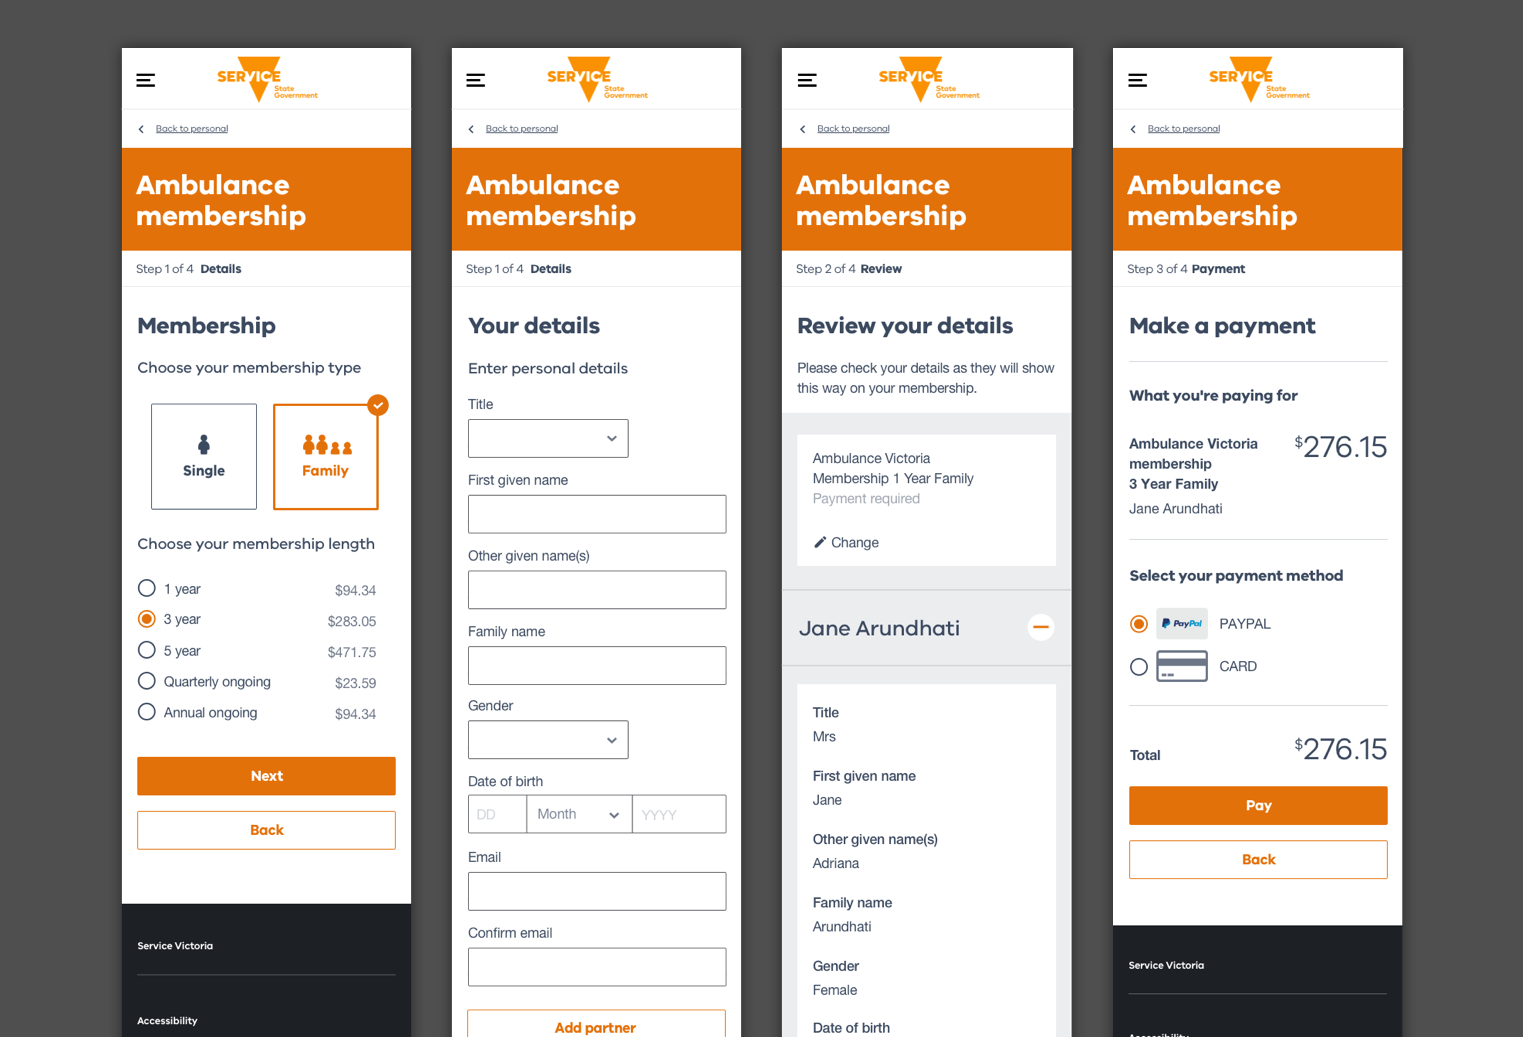 SERVICE
State
Government
Back to personal
Ambulance
membership
Step 1 of 4 Details
Membership
Choose your membership type
Single
Family
Choose your membership length
1 year $94.34
3 year $283.05
5 year $471.75
Quarterly ongoing $23.59
Annual ongoing $94.34
Next
Back
Service Victoria
Accessibility
SERVICE
State
Government
Back to personal
Ambulance
membership
Step 1 of 4 Details
Your details
Enter personal details
Title
First given name
Other given name(s)
Family name
Gender
Date of birth
DD Month YYYY
Email
Confirm email
Add partner
SERVICE
State
Government
Back to personal
Ambulance
membership
Step 2 of 4 Review
Review your details
Please check your details as they will show
this way on your membership.
Ambulance Victoria
Membership 1 Year Family
Payment required
Change
Jane Arundhati
Title
Mrs
First given name
Jane
Other given name(s)
Adriana
Family name
Arundhati
Gender
Female
Date of birth
SERVICE
State
Government
Back to personal
Ambulance
membership
Step 3 of 4 Payment
Make a payment
What you're paying for
Ambulance Victoria $276.15
membership
3 Year Family
Jane Arundhati
Select your payment method
PayPal PAYPAL
CARD
Total $276.15
Pay
Back
Service Victoria
Accessibility